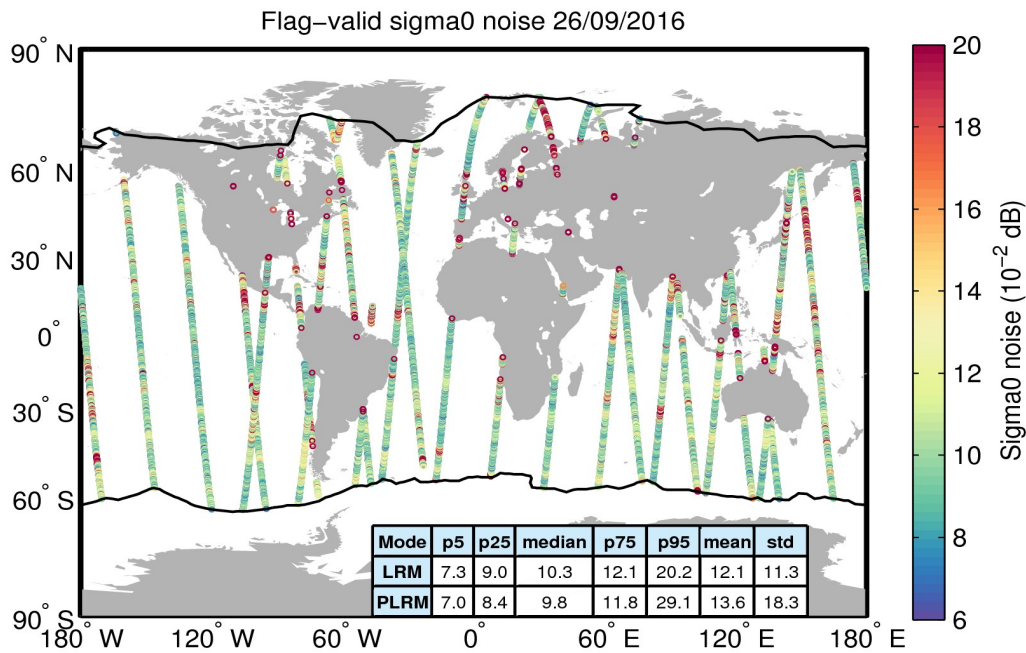 Flag-valid sigma0 noise 26/09/2016
90° N
60° N
30° N
0°
30° S
60° S
90° S
180° W 120° W 60° W 0° 60° E 120° E 180° E
Mode p5 p25 median p75 p95 mean std
LRM 7.3 9.0 10.3 12.1 20.2 12.1 11.3
PLRM 7.0 8.4 9.8 11.8 29.1 13.6 18.3
20
18
16
14
12
10
8
6
Sigma0 noise (10⁻² dB)